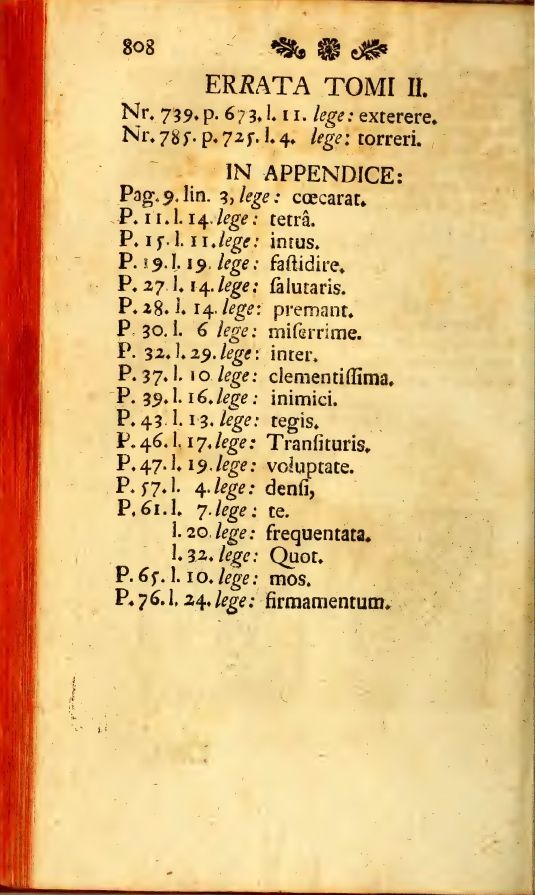 808
ERRATA TOMI II.
Nr. 739. p. 673. l. 11. lege: exterere.
Nr. 785. p. 725. l. 4. lege: torreri.
IN APPENDICE:
Pag. 9. lin. 3, lege: cœcarat.
P. 11. l. 14. lege: tetrâ.
P. 15. l. 11. lege: intus.
P. 19. l. 19. lege: faſtidire.
P. 27 l. 14. lege: ſalutaris.
P. 28. l. 14. lege: premant.
P. 30. l. 6 lege: miſerrime.
P. 32. l. 29. lege: inter.
P. 37. l. 10 lege: clementiſſima.
P. 39. l. 16. lege: inimici.
P. 43 l. 13. lege: tegis.
P. 46. l. 17. lege: Tranſituris.
P. 47. l. 19. lege: voluptate.
P. 57. l. 4. lege: denſi,
P. 61. l. 7. lege: te.
l. 20 lege: frequentata.
l. 32. lege: Quot.
P. 65. l. 10. lege: mos.
P. 76. l. 24. lege: firmamentum.